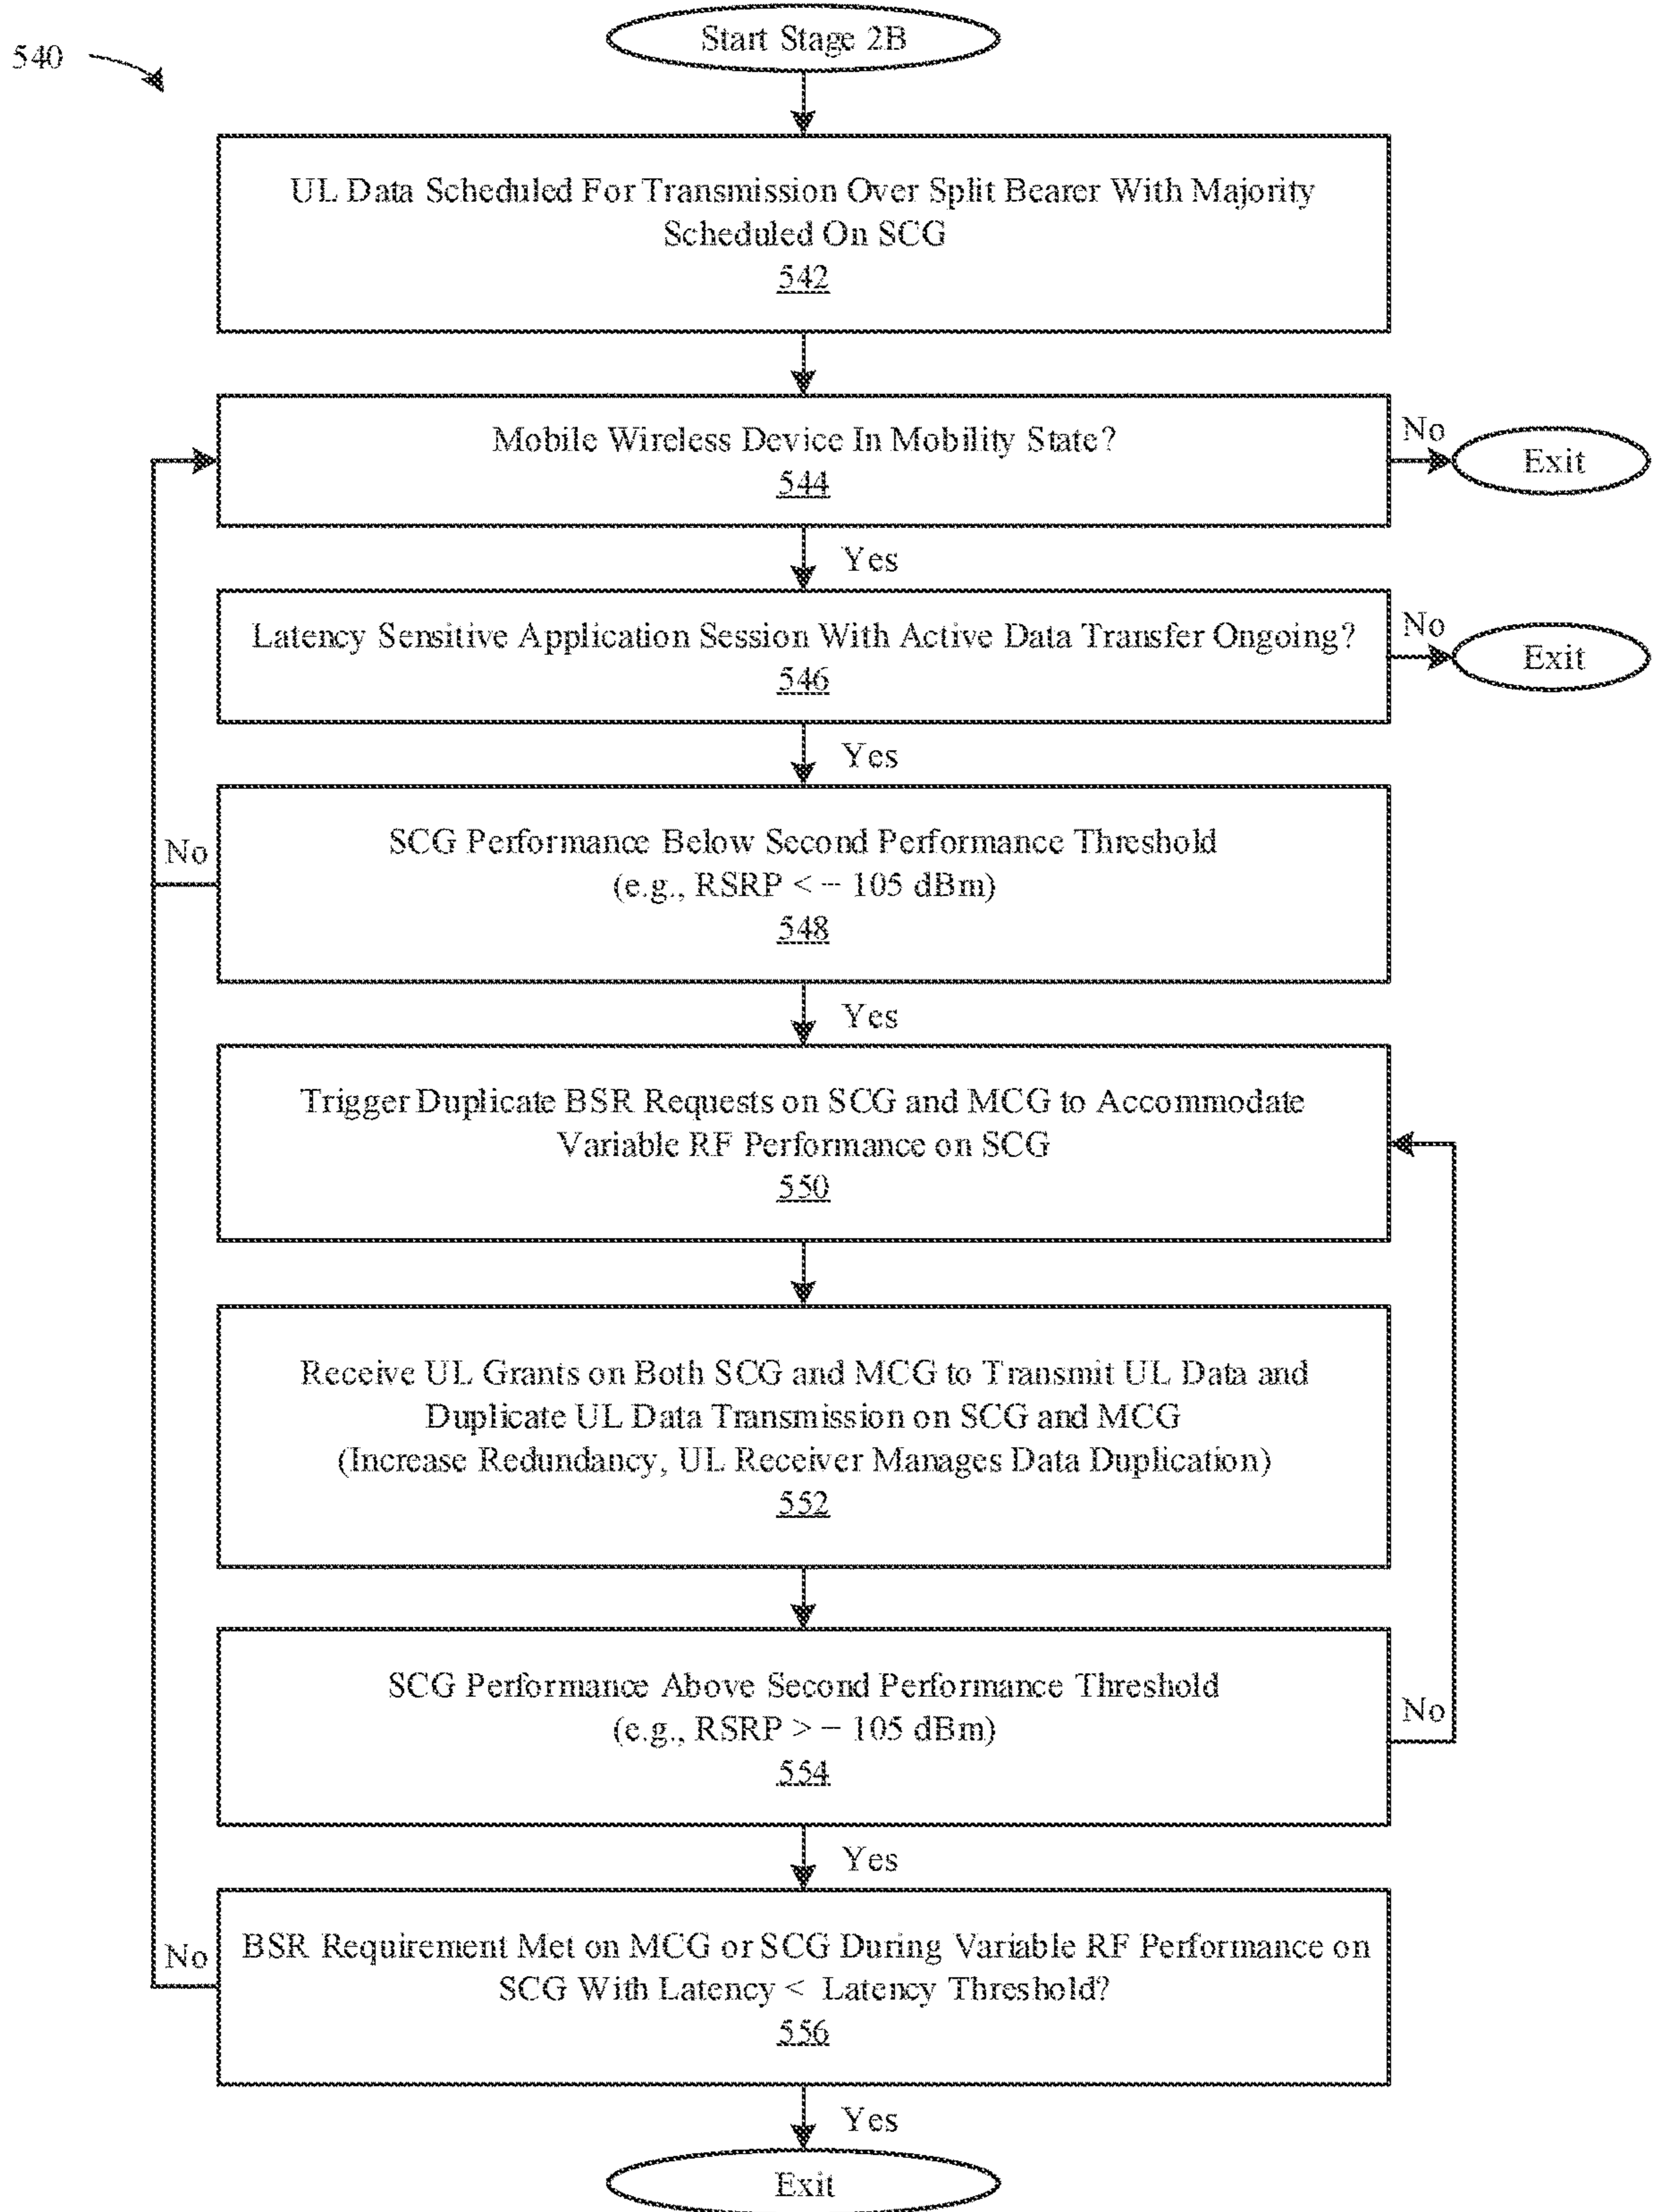 540
Start Stage 2B
UL Data Scheduled For Transmission Over Split Bearer With Majority
Scheduled On SCG
542
Mobile Wireless Device In Mobility State?
544
No
Exit
Yes
Latency Sensitive Application Session With Active Data Transfer Ongoing?
546
No
Exit
Yes
SCG Performance Below Second Performance Threshold
(e.g., RSRP < − 105 dBm)
548
No
Yes
Trigger Duplicate BSR Requests on SCG and MCG to Accommodate
Variable RF Performance on SCG
550
Receive UL Grants on Both SCG and MCG to Transmit UL Data and
Duplicate UL Data Transmission on SCG and MCG
(Increase Redundancy, UL Receiver Manages Data Duplication)
552
SCG Performance Above Second Performance Threshold
(e.g., RSRP > − 105 dBm)
554
No
Yes
BSR Requirement Met on MCG or SCG During Variable RF Performance on
SCG With Latency < Latency Threshold?
556
No
Yes
Exit